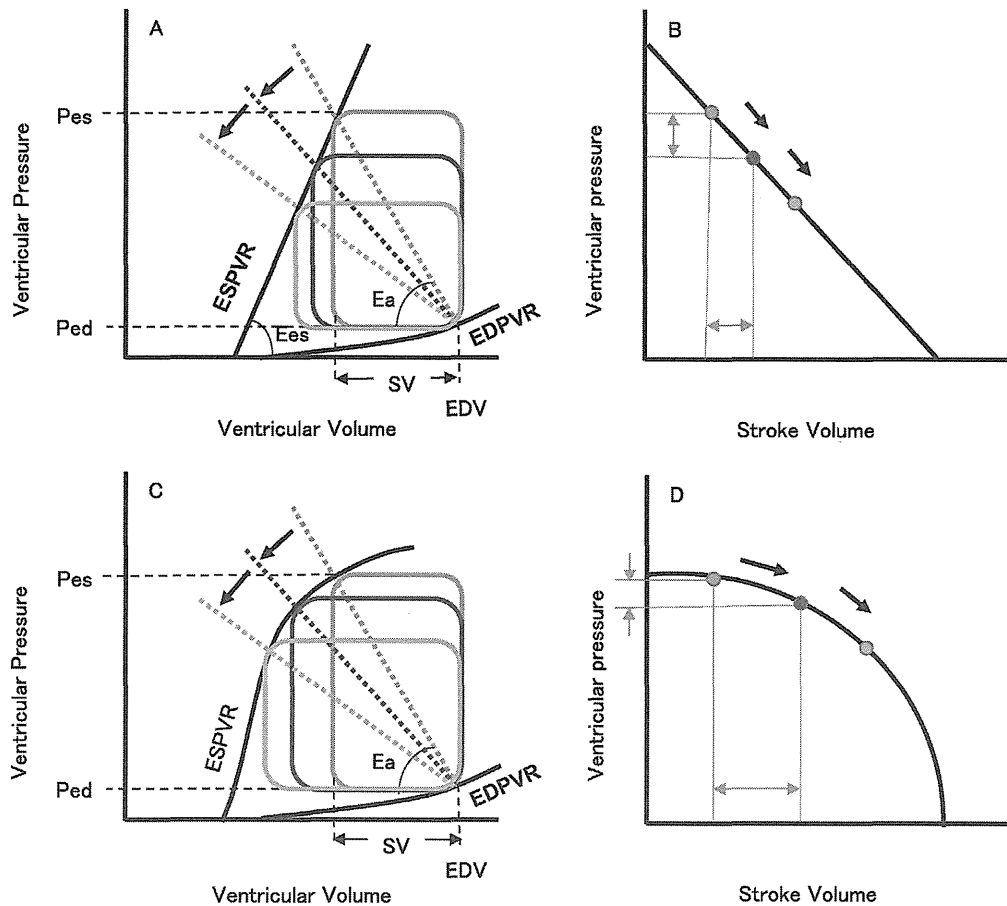 A
Pes
Ventricular Pressure
ESPVR
Ea
Ped
Ees
EDPVR
SV
EDV
Ventricular Volume
B
Ventricular pressure
Stroke Volume
C
Pes
Ventricular Pressure
ESPVR
Ea
Ped
EDPVR
SV
EDV
Ventricular Volume
D
Ventricular pressure
Stroke Volume